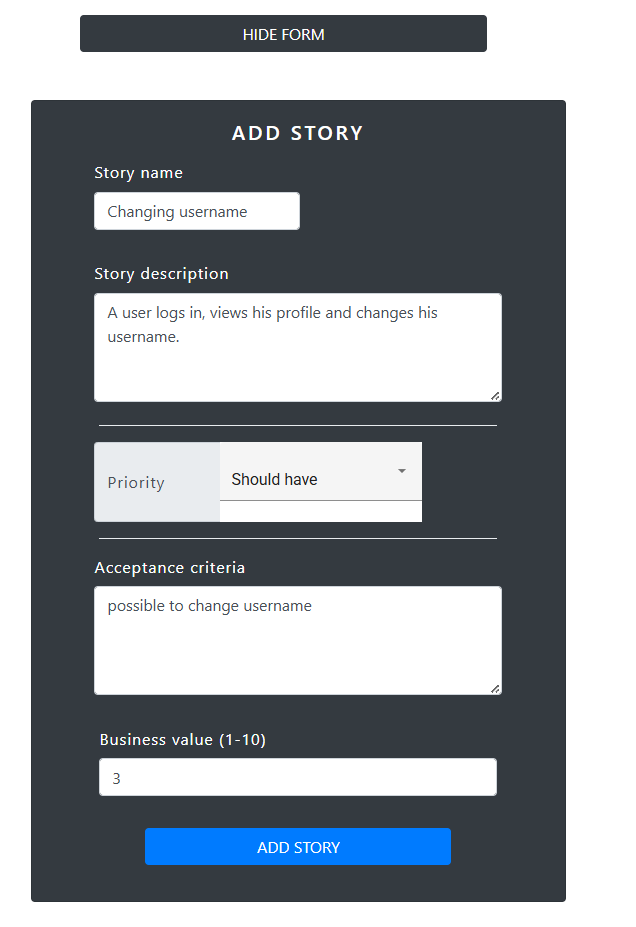 HIDE FORM
ADD STORY
Story name
Changing username
Story description
A user logs in, views his profile and changes his
username.
Priority
Should have
Acceptance criteria
possible to change username
Business value (1-10)
3
ADD STORY